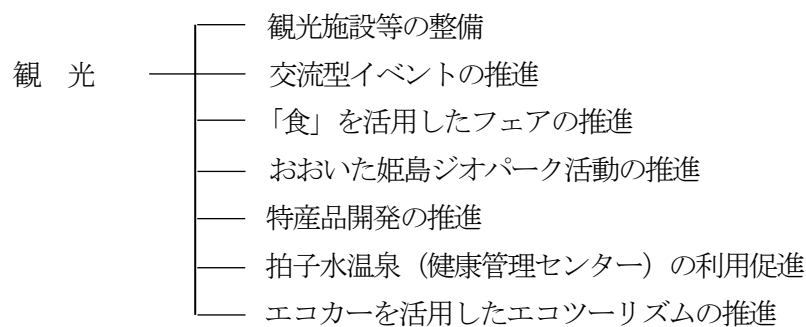 観光施設等の整備
観　光
交流型イベントの推進
「食」を活用したフェアの推進
おおいた姫島ジオパーク活動の推進
特産品開発の推進
拍子水温泉（健康管理センター）の利用促進
エコカーを活用したエコツーリズムの推進